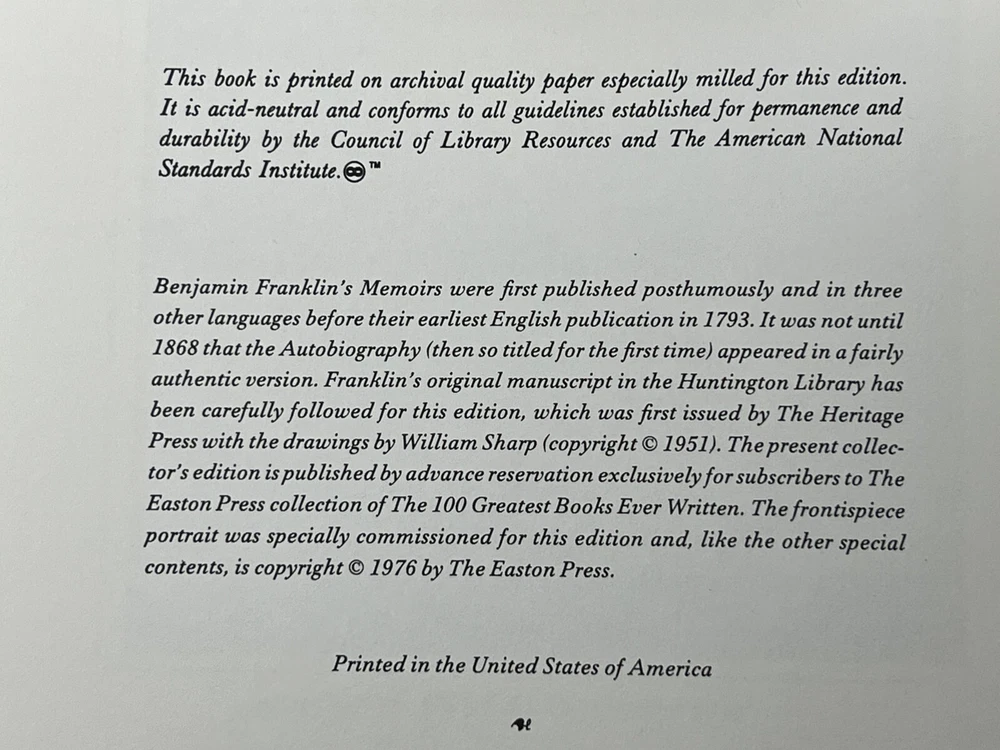 This book is printed on archival quality paper especially milled for this edition.
It is acid-neutral and conforms to all guidelines established for permanence and
durability by the Council of Library Resources and The American National
Standards Institute.♾™
Benjamin Franklin's Memoirs were first published posthumously and in three
other languages before their earliest English publication in 1793. It was not until
1868 that the Autobiography (then so titled for the first time) appeared in a fairly
authentic version. Franklin's original manuscript in the Huntington Library has
been carefully followed for this edition, which was first issued by The Heritage
Press with the drawings by William Sharp (copyright © 1951). The present collec-
tor's edition is published by advance reservation exclusively for subscribers to The
Easton Press collection of The 100 Greatest Books Ever Written. The frontispiece
portrait was specially commissioned for this edition and, like the other special
contents, is copyright © 1976 by The Easton Press.
Printed in the United States of America